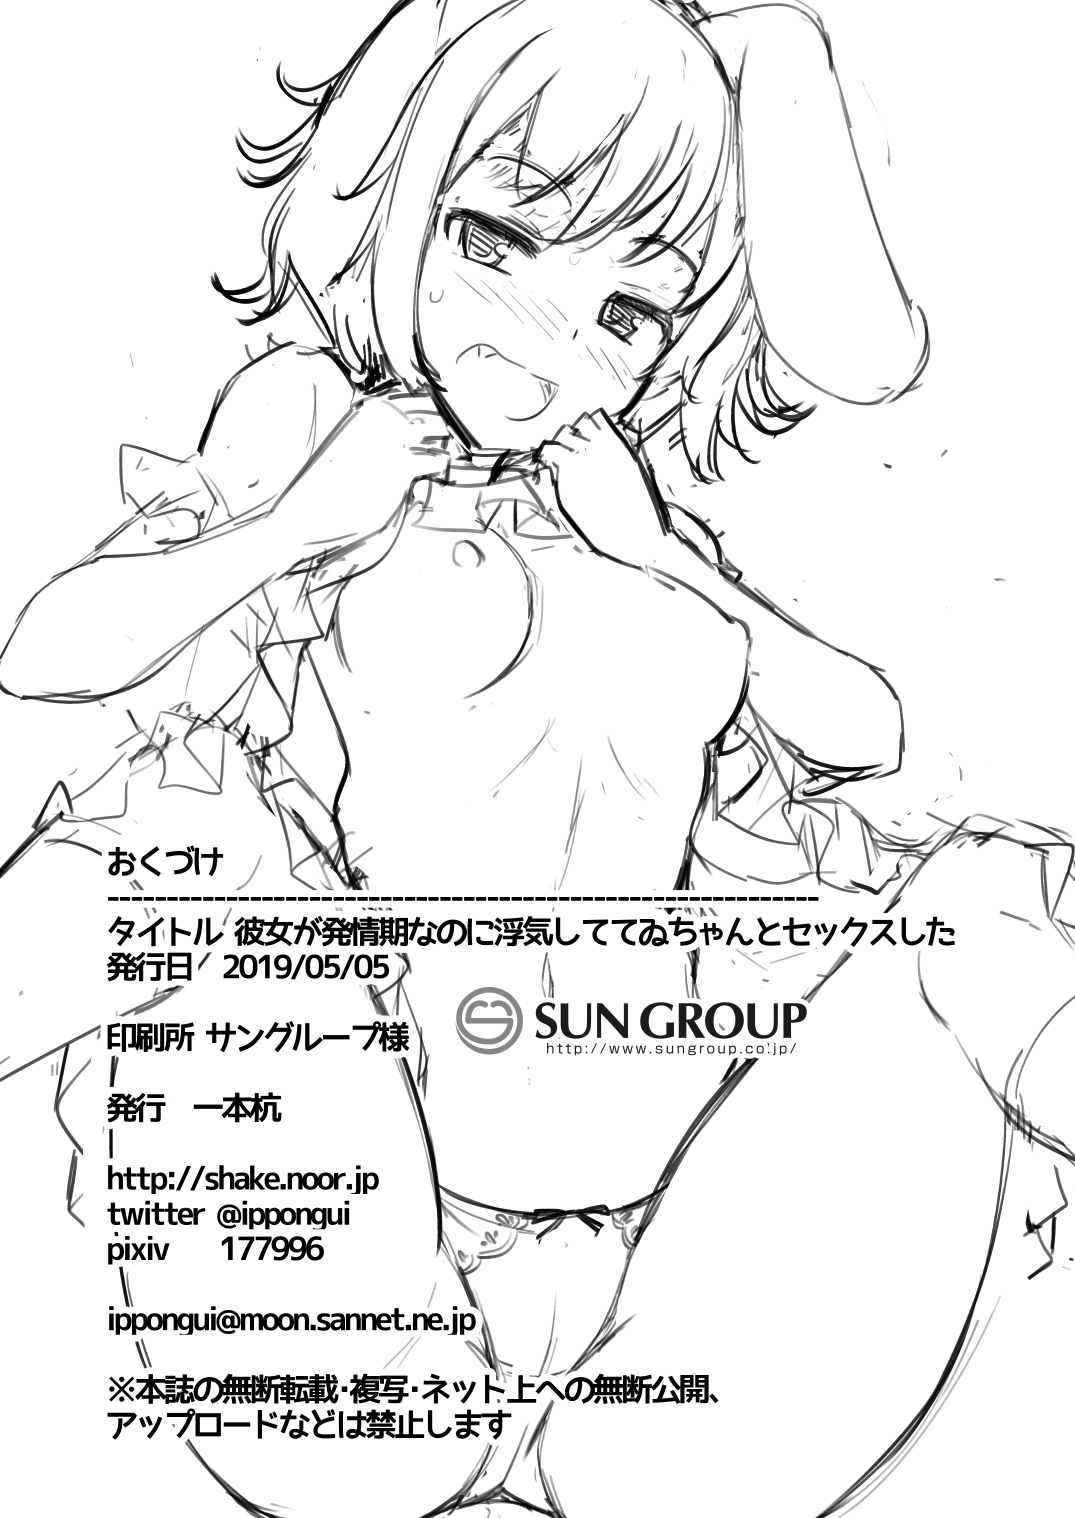 おくづけ
------------------------------------------------------------
タイトル 彼女が発情期なのに浮気しててゐちゃんとセックスした
発行日　2019/05/05
印刷所 サングループ様
SUN GROUP
http://www.sungroup.co.jp/
発行　一本杭
http://shake.noor.jp
twitter @ippongui
pixiv　177996
ippongui@moon.sannet.ne.jp
※本誌の無断転載・複写・ネット上への無断公開、
アップロードなどは禁止します